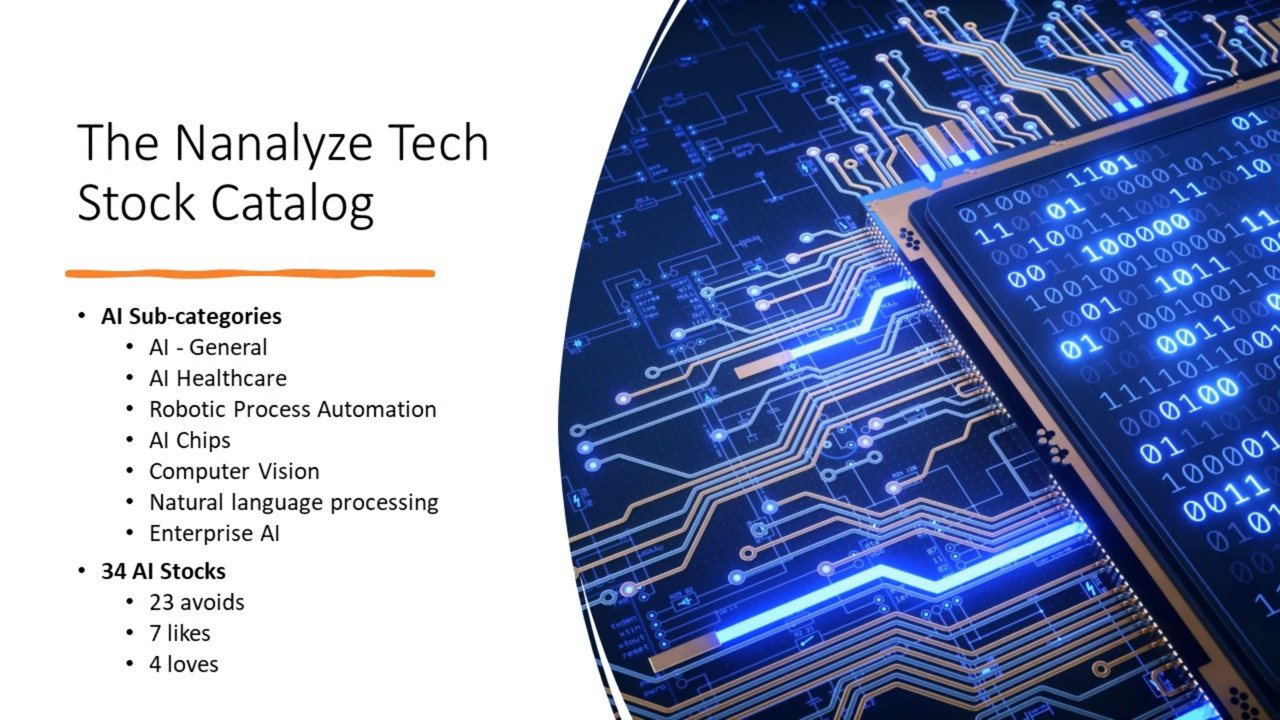 The Nanalyze Tech
Stock Catalog
• AI Sub-categories
• AI - General
• AI Healthcare
• Robotic Process Automation
• AI Chips
• Computer Vision
• Natural language processing
• Enterprise AI
• 34 AI Stocks
• 23 avoids
• 7 likes
• 4 loves